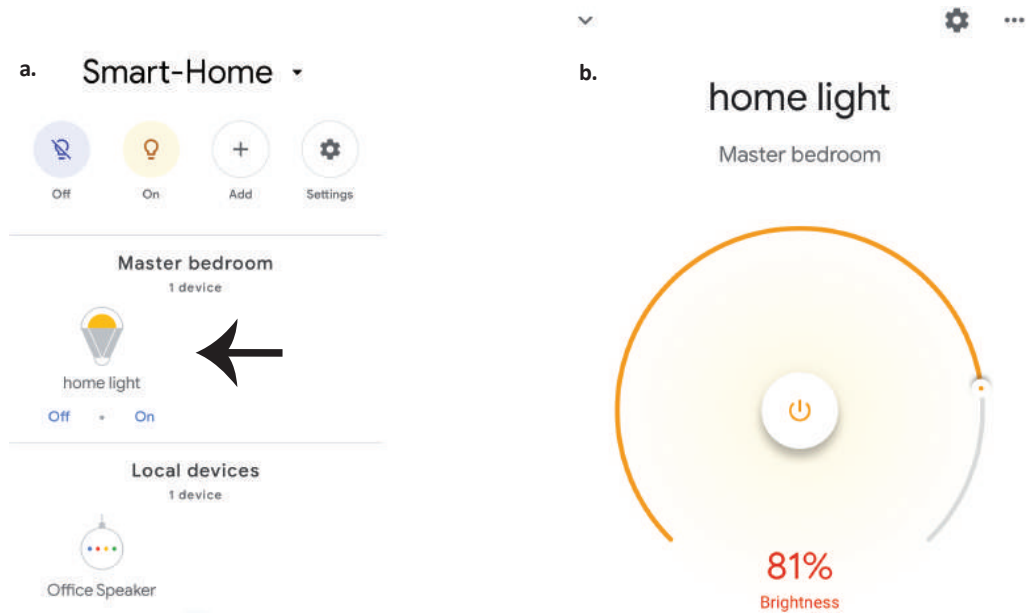 a.
Smart-Home
Off On Add Settings
Master bedroom
1 device
home light
Off • On
Local devices
1 device
Office Speaker
b.
home light
Master bedroom
81%
Brightness